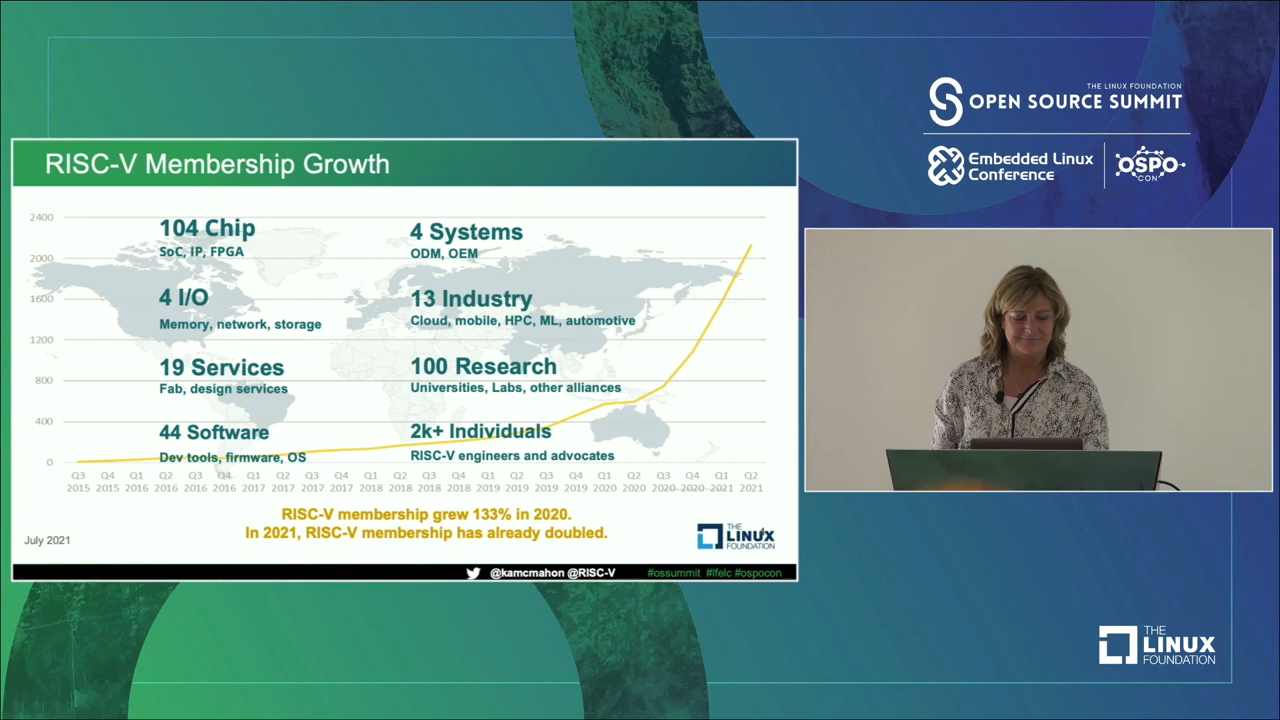 THE LINUX FOUNDATION
OPEN SOURCE SUMMIT
Embedded Linux
Conference
OSPO
CON
RISC-V Membership Growth
2400
2000
1600
1200
800
400
0
104 Chip
SoC, IP, FPGA
4 I/O
Memory, network, storage
19 Services
Fab, design services
44 Software
Dev tools, firmware, OS
4 Systems
ODM, OEM
13 Industry
Cloud, mobile, HPC, ML, automotive
100 Research
Universities, Labs, other alliances
2k+ Individuals
RISC-V engineers and advocates
Q3 Q4 Q1 Q2 Q3 Q4 Q1 Q2 Q3 Q4 Q1 Q2 Q3 Q4 Q1 Q2 Q3 Q4 Q1 Q2 Q3 Q4 Q1 Q2
2015 2015 2016 2016 2016 2016 2017 2017 2017 2017 2018 2018 2018 2018 2019 2019 2019 2019 2020 2020 2020 2020 2021 2021
RISC-V membership grew 133% in 2020.
In 2021, RISC-V membership has already doubled.
July 2021
THE
LINUX
FOUNDATION
@kamcmahon @RISC-V #ossummit #lfelc #ospocon
THE
LINUX
FOUNDATION